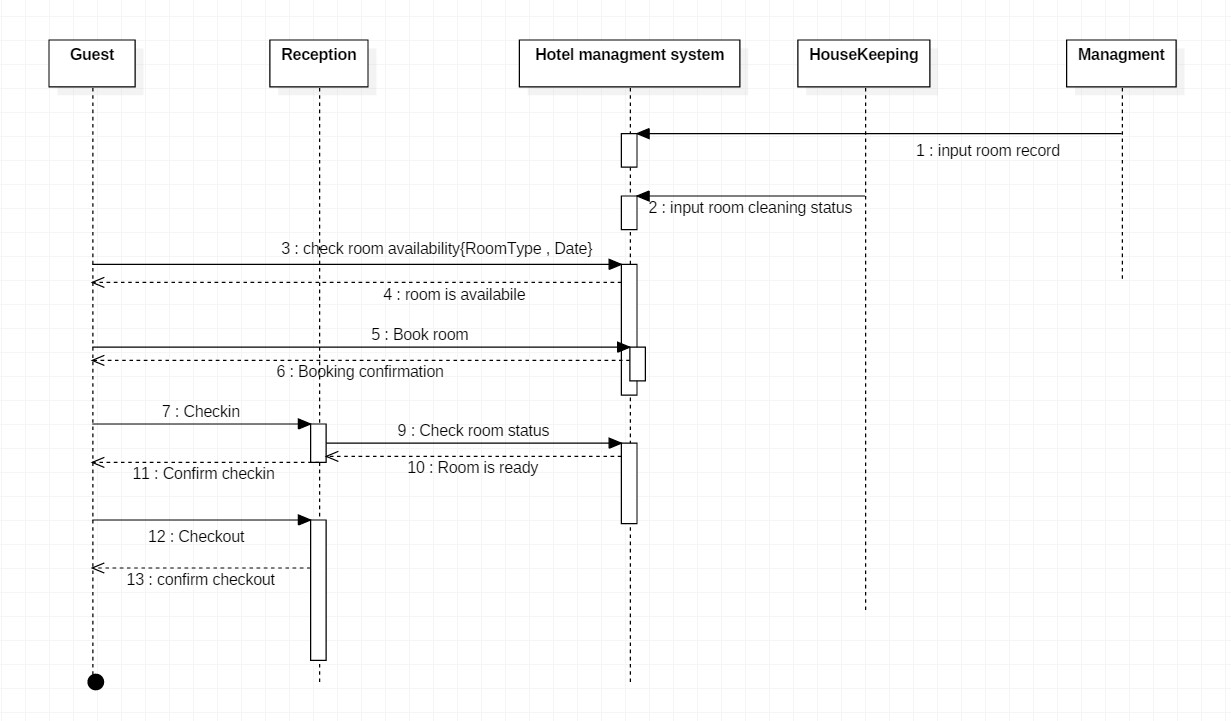 Guest
Reception
Hotel managment system
HouseKeeping
Managment
1 : input room record
2 : input room cleaning status
3 : check room availability{RoomType , Date}
4 : room is availabile
5 : Book room
6 : Booking confirmation
7 : Checkin
9 : Check room status
10 : Room is ready
11 : Confirm checkin
12 : Checkout
13 : confirm checkout